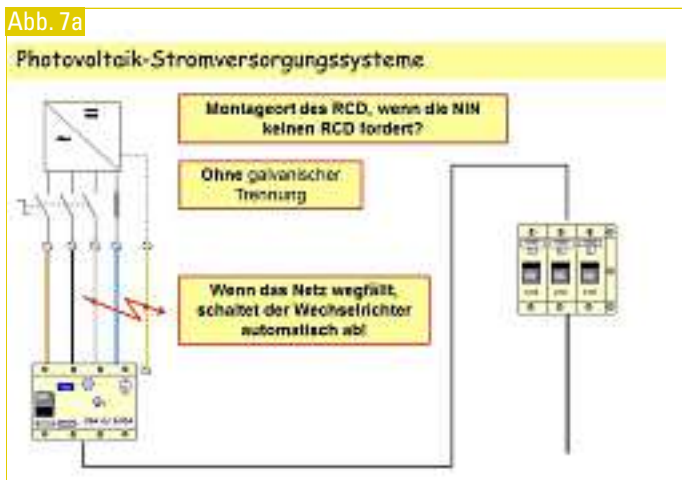 Abb. 7a
Photovoltaik-Stromversorgungssysteme
Montageort des RCD, wenn die NIN
keinen RCD fordert?
Ohne galvanischer
Trennung
Wenn das Netz wegfällt,
schaltet der Wechselrichter
automatisch ab!